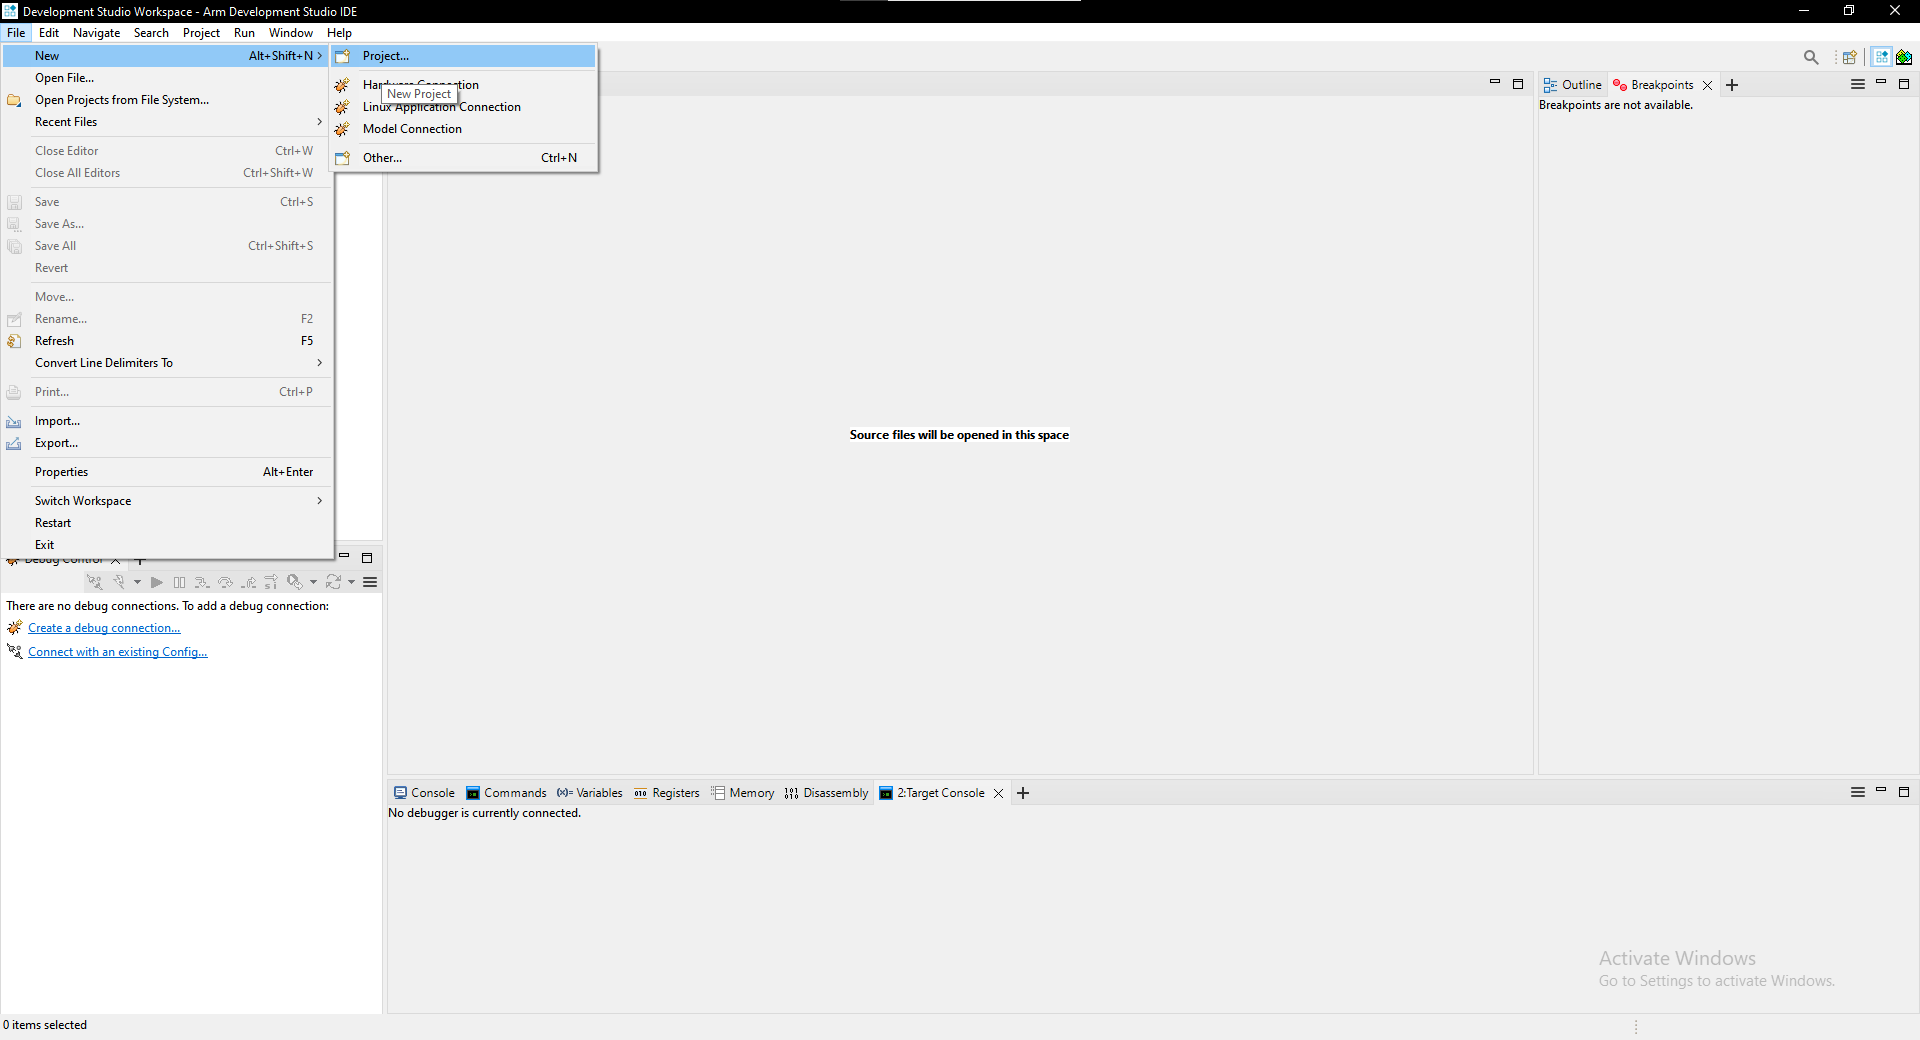 Development Studio Workspace - Arm Development Studio IDE
File Edit Navigate Search Project Run Window Help
New Alt+Shift+N
Open File...
Open Projects from File System...
Recent Files
Close Editor Ctrl+W
Close All Editors Ctrl+Shift+W
Save Ctrl+S
Save As...
Save All Ctrl+Shift+S
Revert
Move...
Rename... F2
Refresh F5
Convert Line Delimiters To
Print... Ctrl+P
Import...
Export...
Properties Alt+Enter
Switch Workspace
Restart
Exit
Project...
Hardware Connection
New Project
Linux Application Connection
Model Connection
Other... Ctrl+N
Outline Breakpoints
Breakpoints are not available.
Source files will be opened in this space
Debug Control
There are no debug connections. To add a debug connection:
Create a debug connection...
Connect with an existing Config...
Console Commands Variables Registers Memory Disassembly 2:Target Console
No debugger is currently connected.
Activate Windows
Go to Settings to activate Windows.
0 items selected